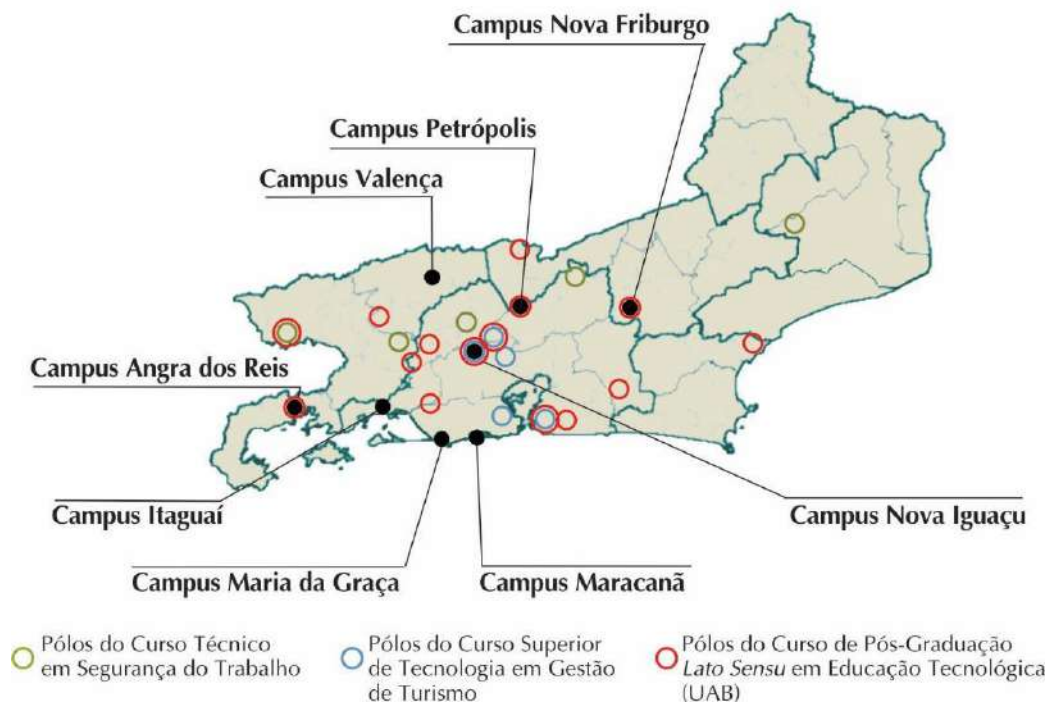 Campus Nova Friburgo
Campus Petrópolis
Campus Valença
Campus Angra dos Reis
Campus Itaguaí
Campus Nova Iguaçu
Campus Maria da Graça
Campus Maracanã
Pólos do Curso Técnico
em Segurança do Trabalho
Pólos do Curso Superior
de Tecnologia em Gestão
de Turismo
Pólos do Curso de Pós-Graduação
Lato Sensu em Educação Tecnológica
(UAB)